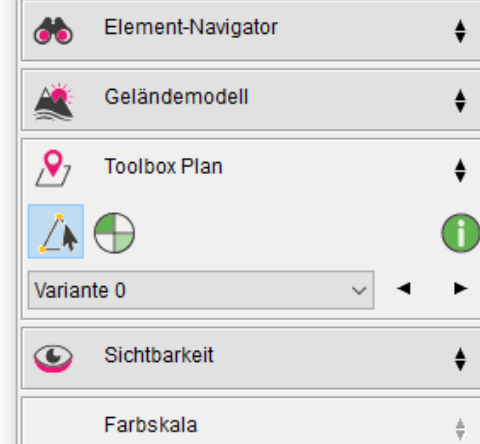 Element-Navigator
Geländemodell
Toolbox Plan
Variante 0
Sichtbarkeit
Farbskala